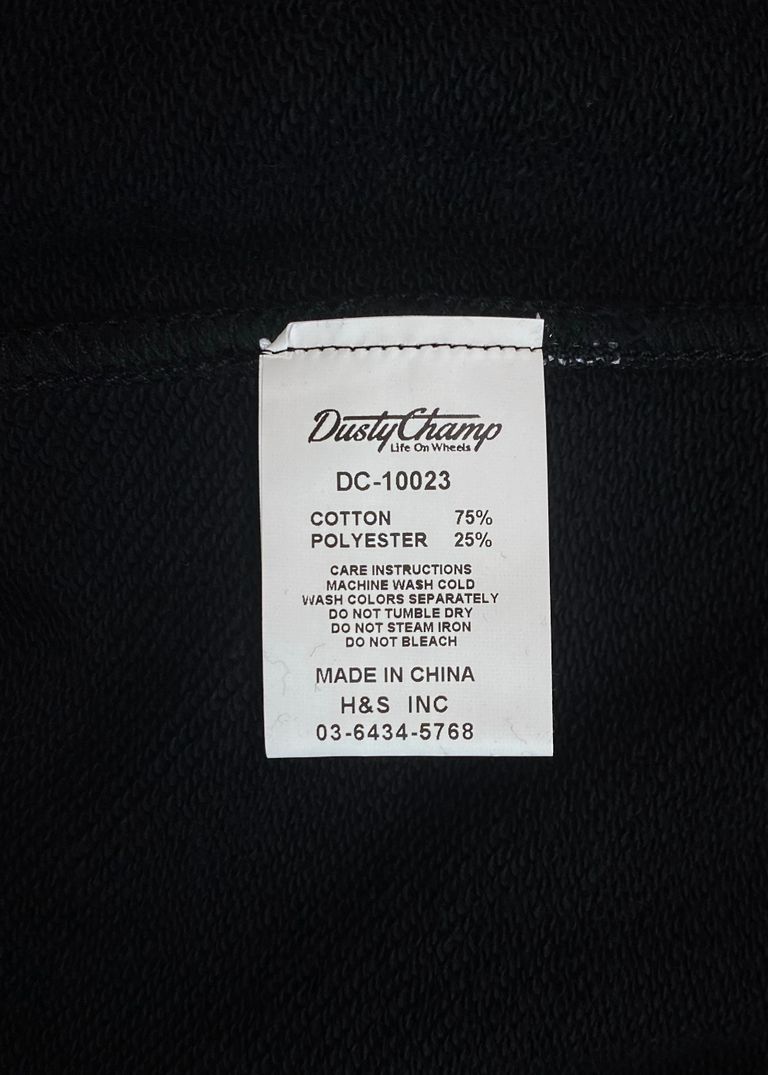 Dusty Champ
Life On Wheels
DC-10023
COTTON 75%
POLYESTER 25%
CARE INSTRUCTIONS
MACHINE WASH COLD
WASH COLORS SEPARATELY
DO NOT TUMBLE DRY
DO NOT STEAM IRON
DO NOT BLEACH
MADE IN CHINA
H&S INC
03-6434-5768